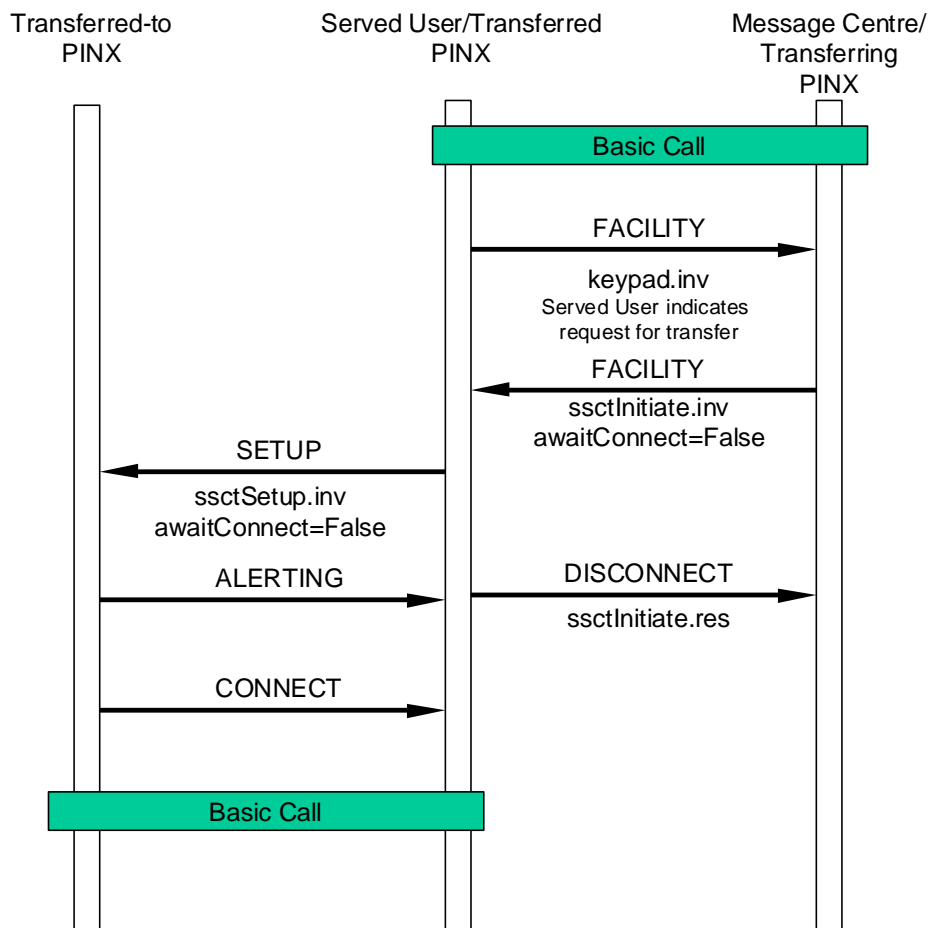 Transferred-to
PINX
Served User/Transferred
PINX
Message Centre/
Transferring
PINX
Basic Call
FACILITY
keypad.inv
Served User indicates
request for transfer
FACILITY
ssctInitiate.inv
awaitConnect=False
SETUP
ssctSetup.inv
awaitConnect=False
ALERTING
DISCONNECT
ssctInitiate.res
CONNECT
Basic Call